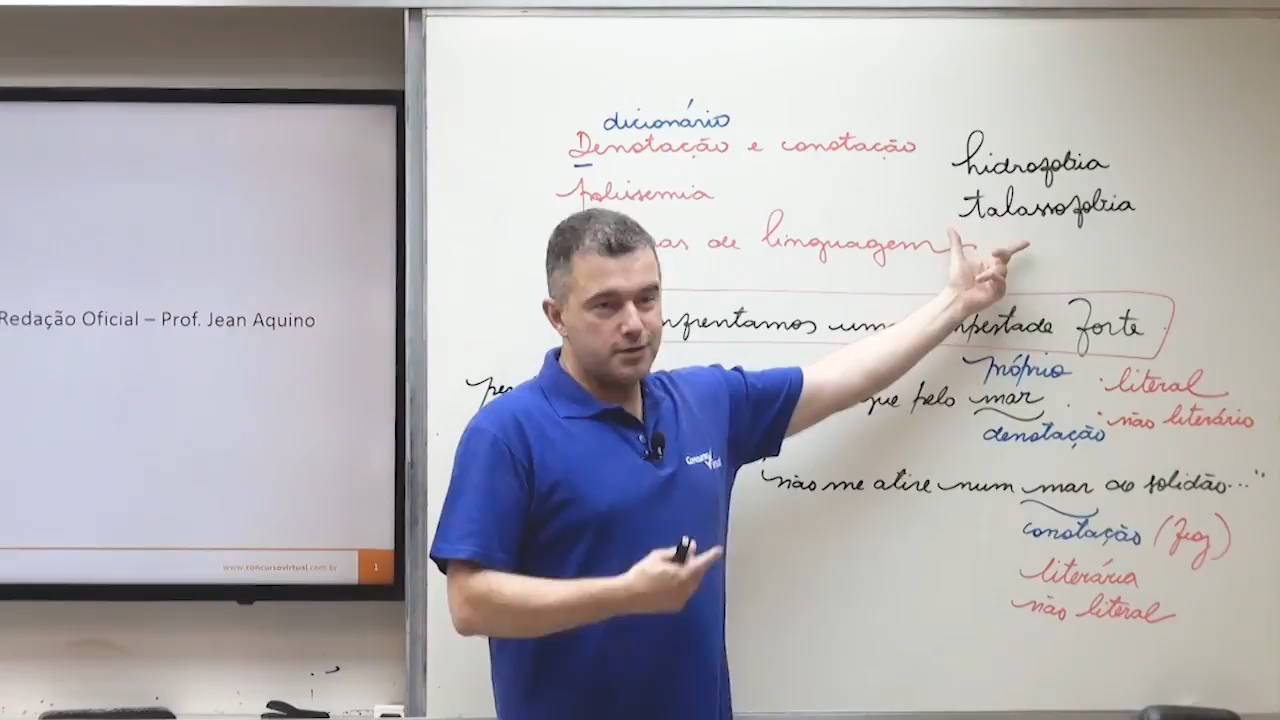 Redação Oficial – Prof. Jean Aquino
www.concursovirtual.com.br
1
dicionário
Denotação e conotação
polissemia
de linguagem
hidrofobia
talassofobia
enfrentamos uma tempestade forte
próprio
que pelo mar.
denotação
· literal
· não literário
"não me atire num mar de solidão..."
conotação (fig)
literária
não literal